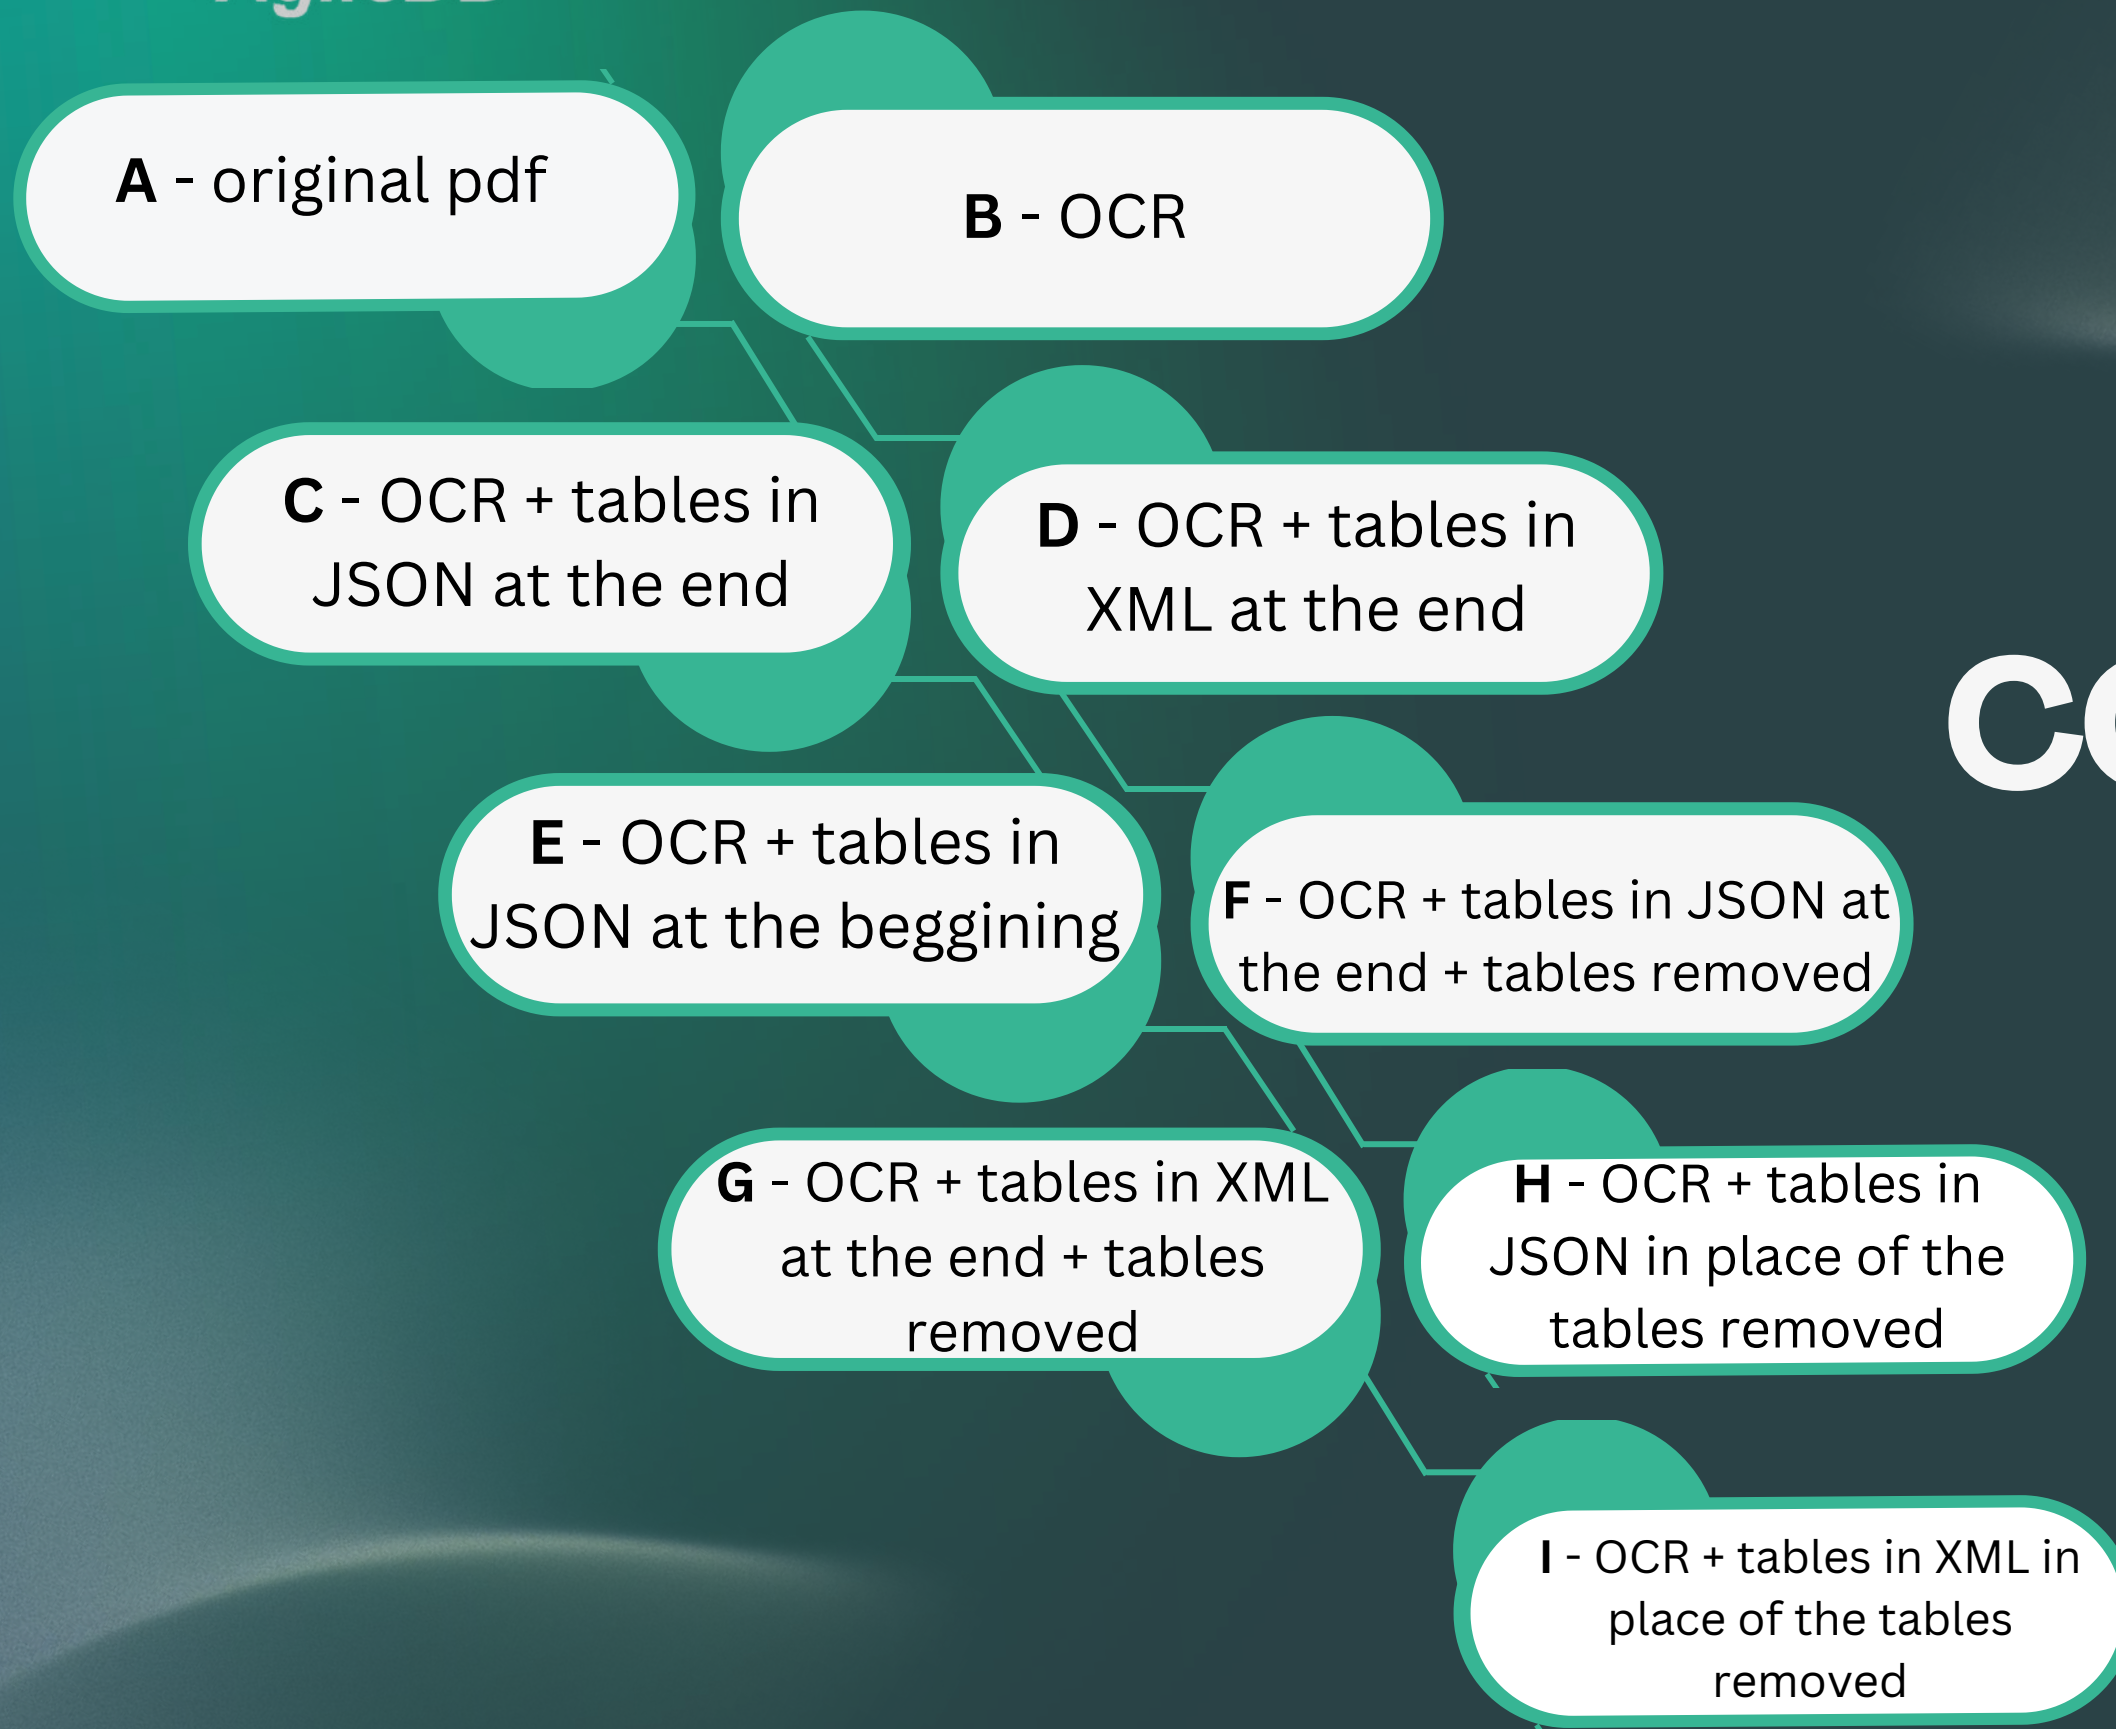 A - original pdf
B - OCR
C - OCR + tables in
JSON at the end
D - OCR + tables in
XML at the end
E - OCR + tables in
JSON at the beggining
F - OCR + tables in JSON at
the end + tables removed
G - OCR + tables in XML
at the end + tables
removed
H - OCR + tables in
JSON in place of the
tables removed
I - OCR + tables in XML in
place of the tables
removed